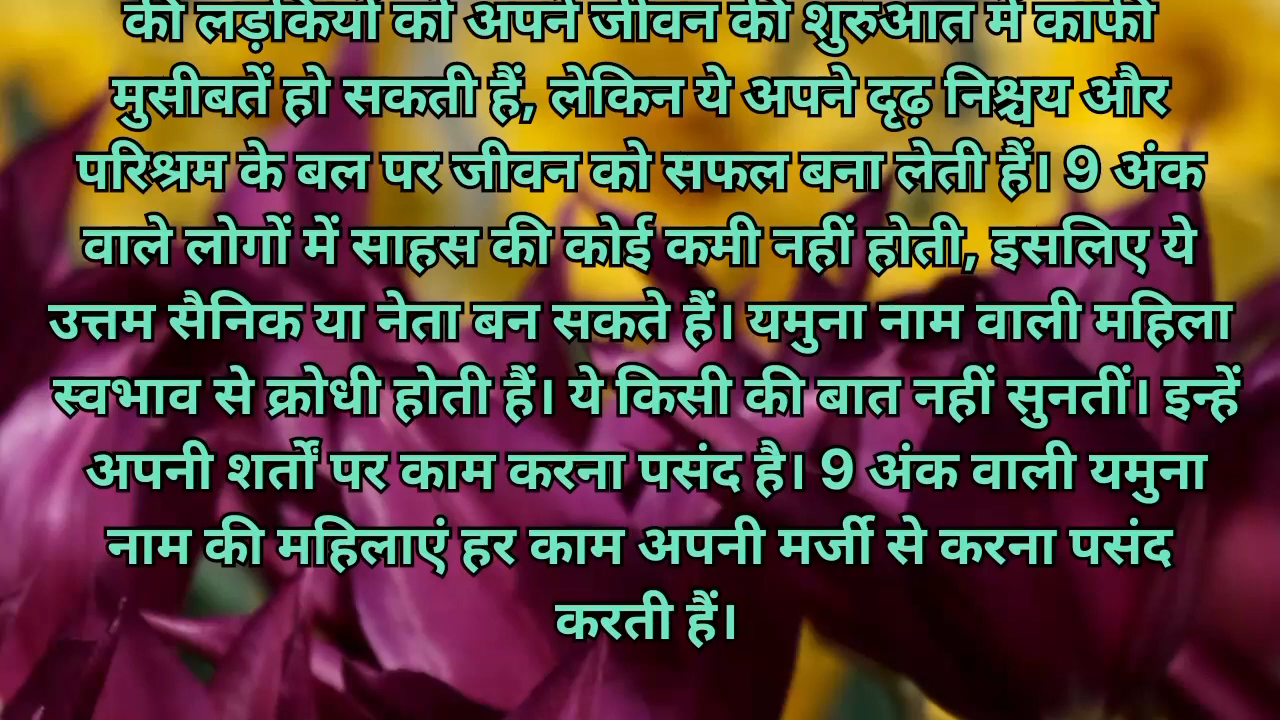 की लड़कियों को अपने जीवन की शुरुआत में काफी
मुसीबतें हो सकती हैं, लेकिन ये अपने दृढ़ निश्चय और
परिश्रम के बल पर जीवन को सफल बना लेती हैं। 9 अंक
वाले लोगों में साहस की कोई कमी नहीं होती, इसलिए ये
उत्तम सैनिक या नेता बन सकते हैं। यमुना नाम वाली महिला
स्वभाव से क्रोधी होती हैं। ये किसी की बात नहीं सुनतीं। इन्हें
अपनी शर्तों पर काम करना पसंद है। 9 अंक वाली यमुना
नाम की महिलाएं हर काम अपनी मर्जी से करना पसंद
करती हैं।